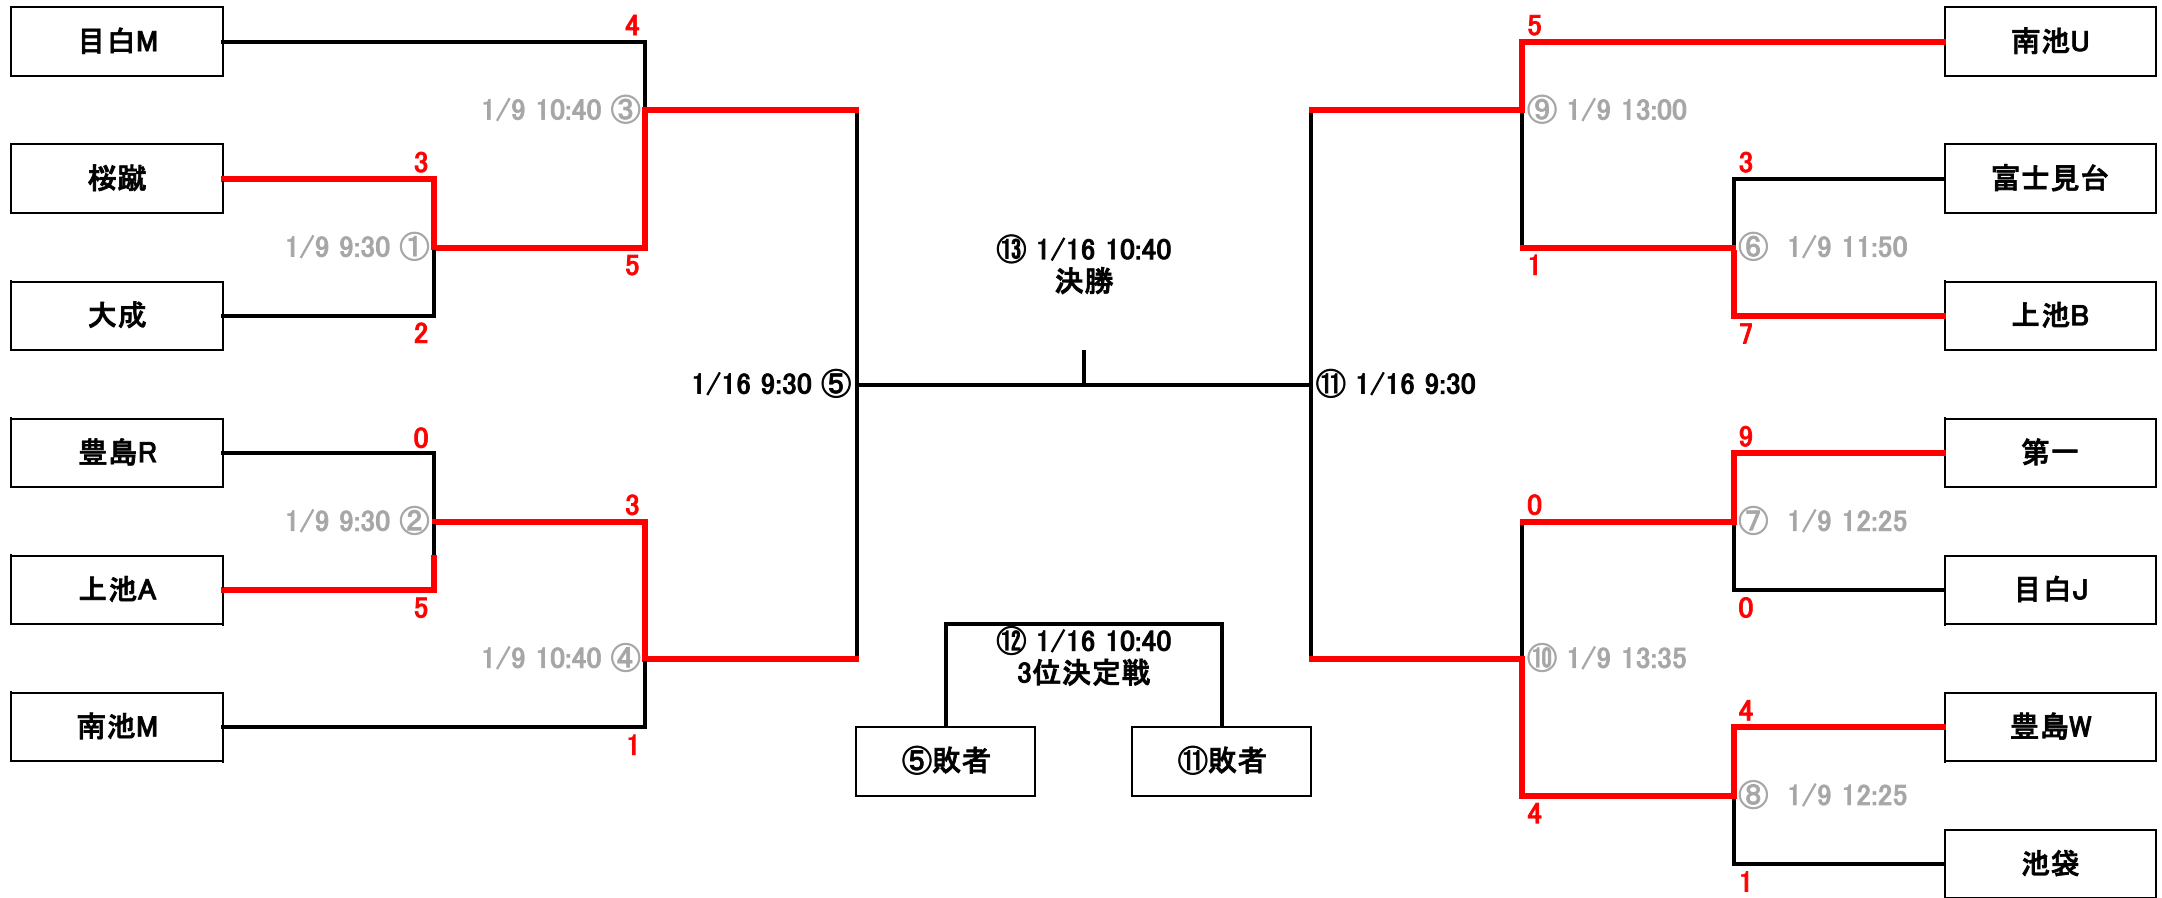 目白M
4
5
南池U
1/9 10:40 ③
⑨ 1/9 13:00
桜蹴
3
3
富士見台
1/9 9:30 ①
5
⑬ 1/16 10:40
決勝
1
⑥ 1/9 11:50
大成
2
7
上池B
1/16 9:30 ⑤
⑪ 1/16 9:30
豊島R
0
9
第一
1/9 9:30 ②
3
0
⑦ 1/9 12:25
上池A
5
0
目白J
1/9 10:40 ④
⑫ 1/16 10:40
3位決定戦
⑩ 1/9 13:35
南池M
1
⑤敗者
⑪敗者
4
豊島W
4
⑧ 1/9 12:25
1
池袋